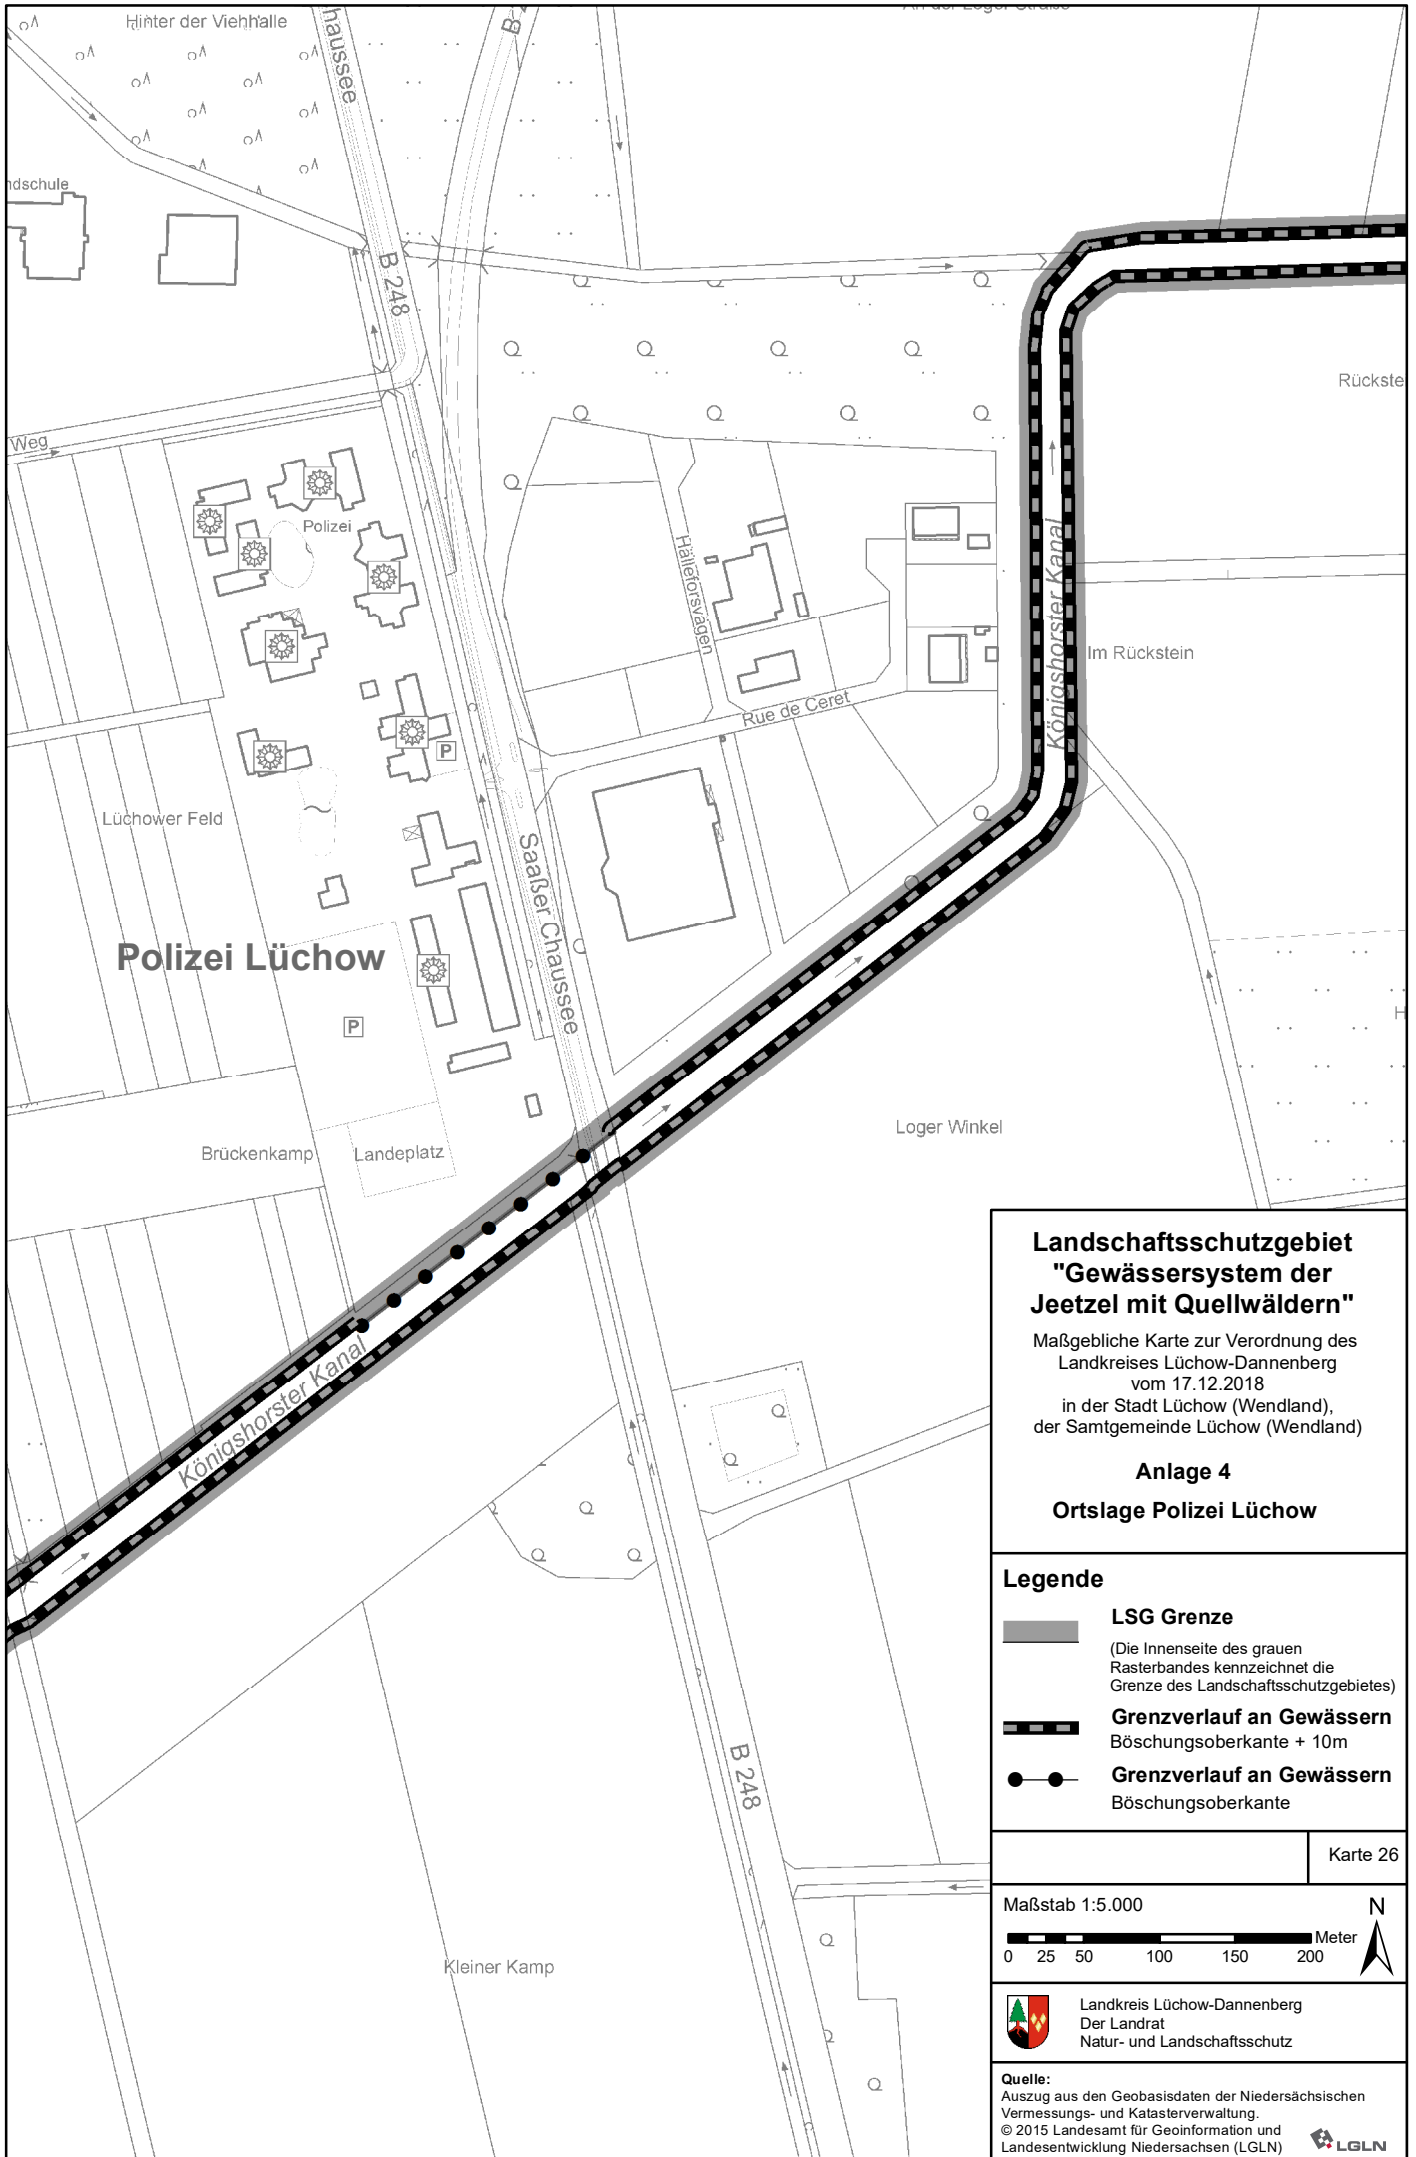 Hinter der Viehhalle
haussee
B 2
An der Loger Straße
ndschule
B 248
Rückste
Weg
Polizei
Hälleforsvägen
Königshorster Kanal
Im Rückstein
Rue de Ceret
P
Lüchower Feld
Saaßer Chaussee
Polizei Lüchow
P
H
Loger Winkel
Brückenkamp
Landeplatz
Königshorster Kanal
B 248
Kleiner Kamp
Landschaftsschutzgebiet
"Gewässersystem der
Jeetzel mit Quellwäldern"
Maßgebliche Karte zur Verordnung des
Landkreises Lüchow-Dannenberg
vom 17.12.2018
in der Stadt Lüchow (Wendland),
der Samtgemeinde Lüchow (Wendland)
Anlage 4
Ortslage Polizei Lüchow
Legende
LSG Grenze
(Die Innenseite des grauen
Rasterbandes kennzeichnet die
Grenze des Landschaftsschutzgebietes)
Grenzverlauf an Gewässern
Böschungsoberkante + 10m
Grenzverlauf an Gewässern
Böschungsoberkante
Karte 26
Maßstab 1:5.000
N
Meter
0 25 50 100 150 200
Landkreis Lüchow-Dannenberg
Der Landrat
Natur- und Landschaftsschutz
Quelle:
Auszug aus den Geobasisdaten der Niedersächsischen
Vermessungs- und Katasterverwaltung.
© 2015 Landesamt für Geoinformation und
Landesentwicklung Niedersachsen (LGLN)
LGLN